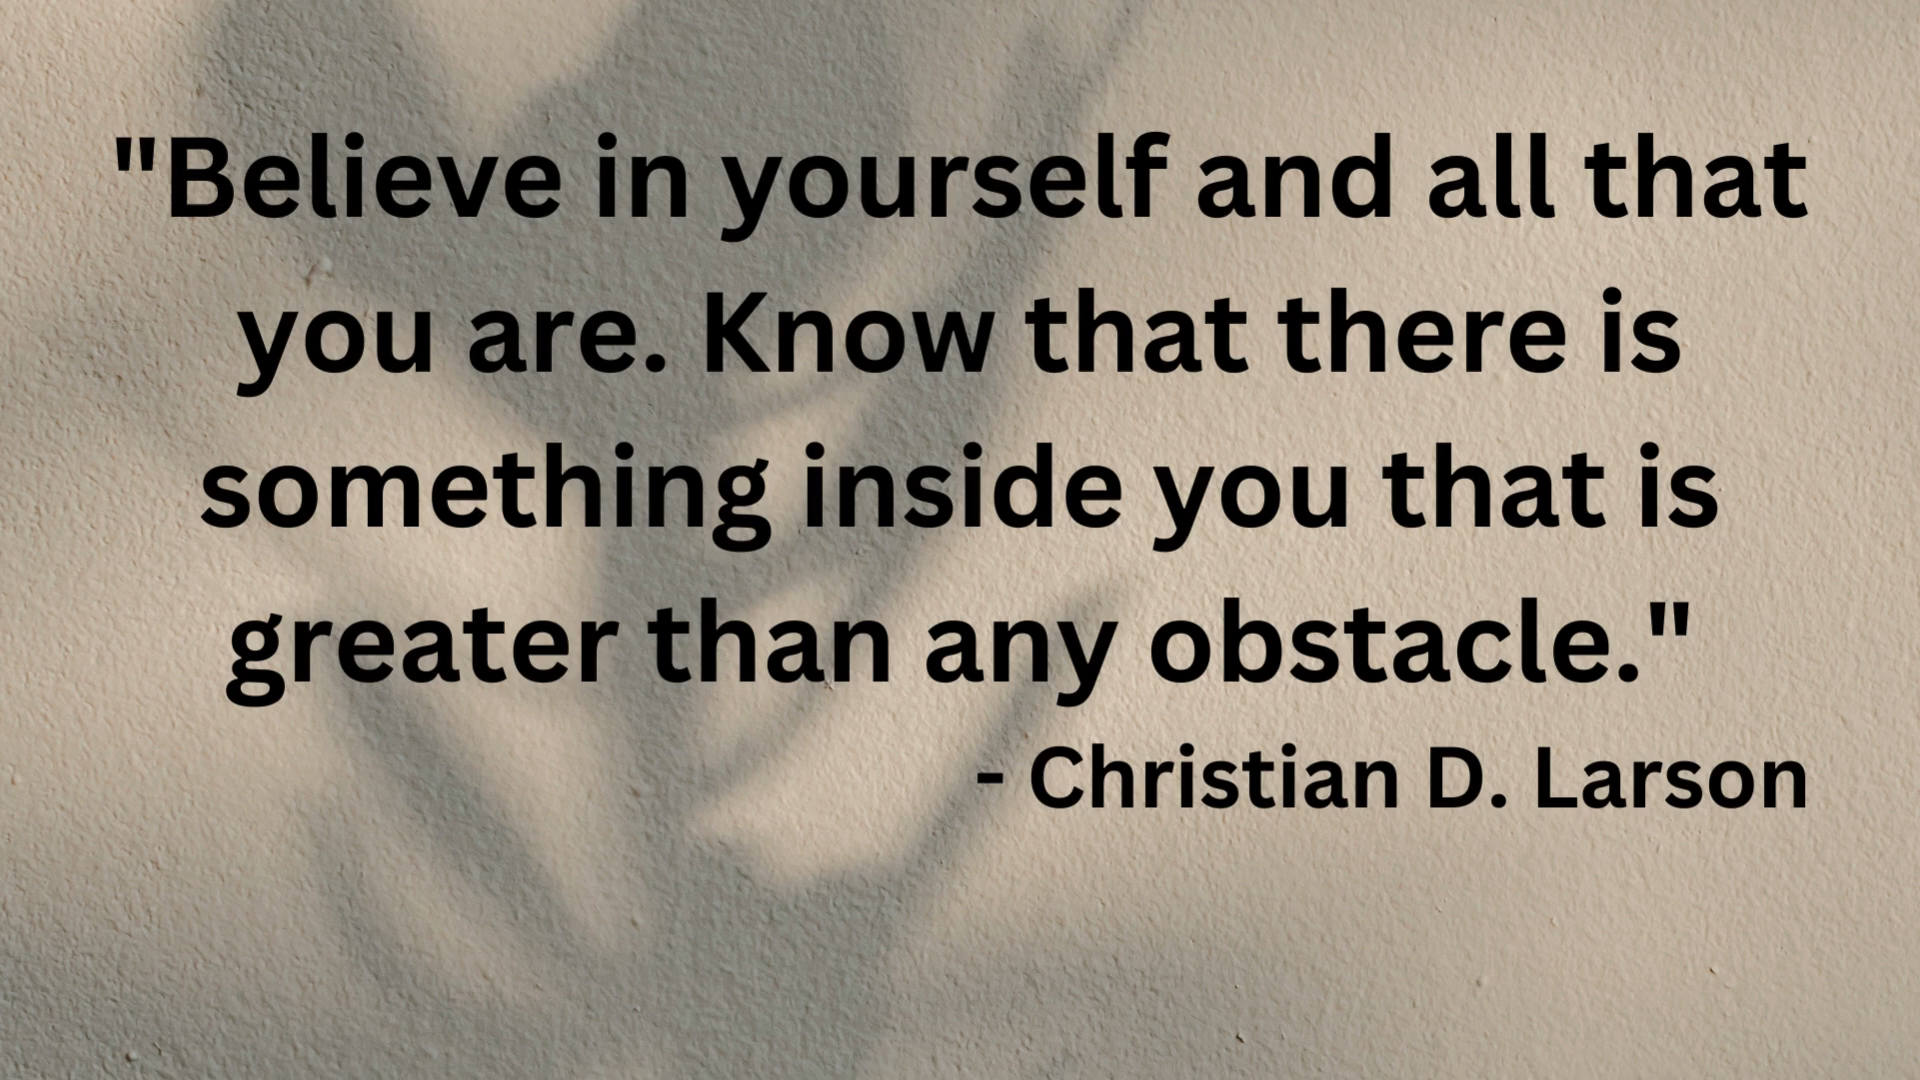 "Believe in yourself and all that
you are. Know that there is
something inside you that is
greater than any obstacle."
- Christian D. Larson